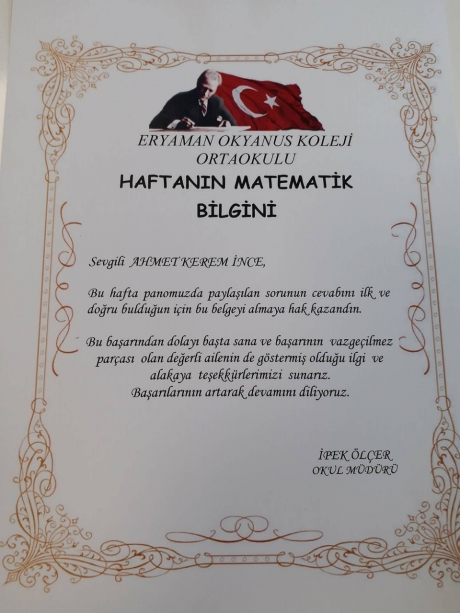 ERYAMAN OKYANUS KOLEJİ
ORTAOKULU
HAFTANIN MATEMATİK
BİLGİNİ
Sevgili AHMET KEREM İNCE,
Bu hafta panomuzda paylaşılan sorunun cevabını ilk ve
doğru bulduğun için bu belgeyi almaya hak kazandın.
Bu başarından dolayı başta sana ve başarının vazgeçilmez
parçası olan değerli ailenin de göstermiş olduğu ilgi ve
alakaya teşekkürlerimizi sunarız.
Başarılarının artarak devamını diliyoruz.
İPEK ÖLÇER
OKUL MÜDÜRÜ